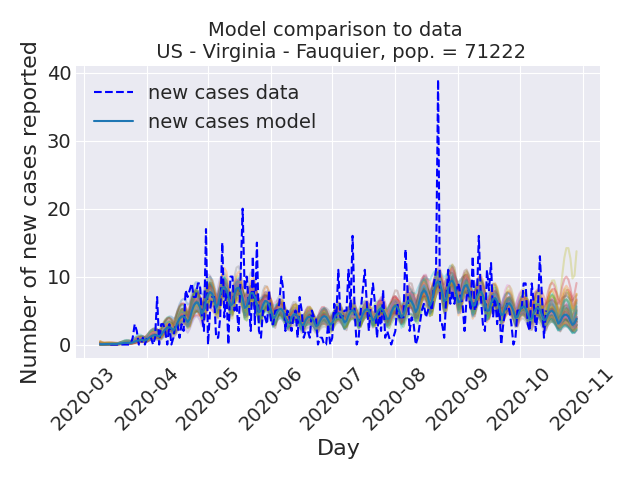 Model comparison to data
US - Virginia - Fauquier, pop. = 71222
Number of new cases reported
40
30
20
10
0
new cases data
new cases model
2020-03
2020-04
2020-05
2020-06
2020-07
2020-08
2020-09
2020-10
2020-11
Day